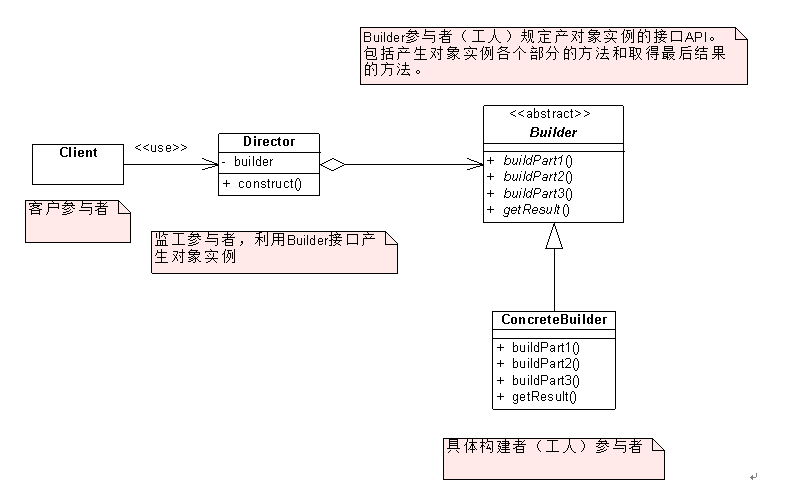 Builder参与者（工人）规定产对象实例的接口API。
包括产生对象实例各个部分的方法和取得最后结果
的方法。
<<abstract>>
Builder
+ buildPart1()
+ buildPart2()
+ buildPart3()
+ getResult()
Client
<<use>>
Director
- builder
+ construct()
客户参与者
监工参与者，利用Builder接口产
生对象实例
ConcreteBuilder
+ buildPart1()
+ buildPart2()
+ buildPart3()
+ getResult()
具体构建者（工人）参与者